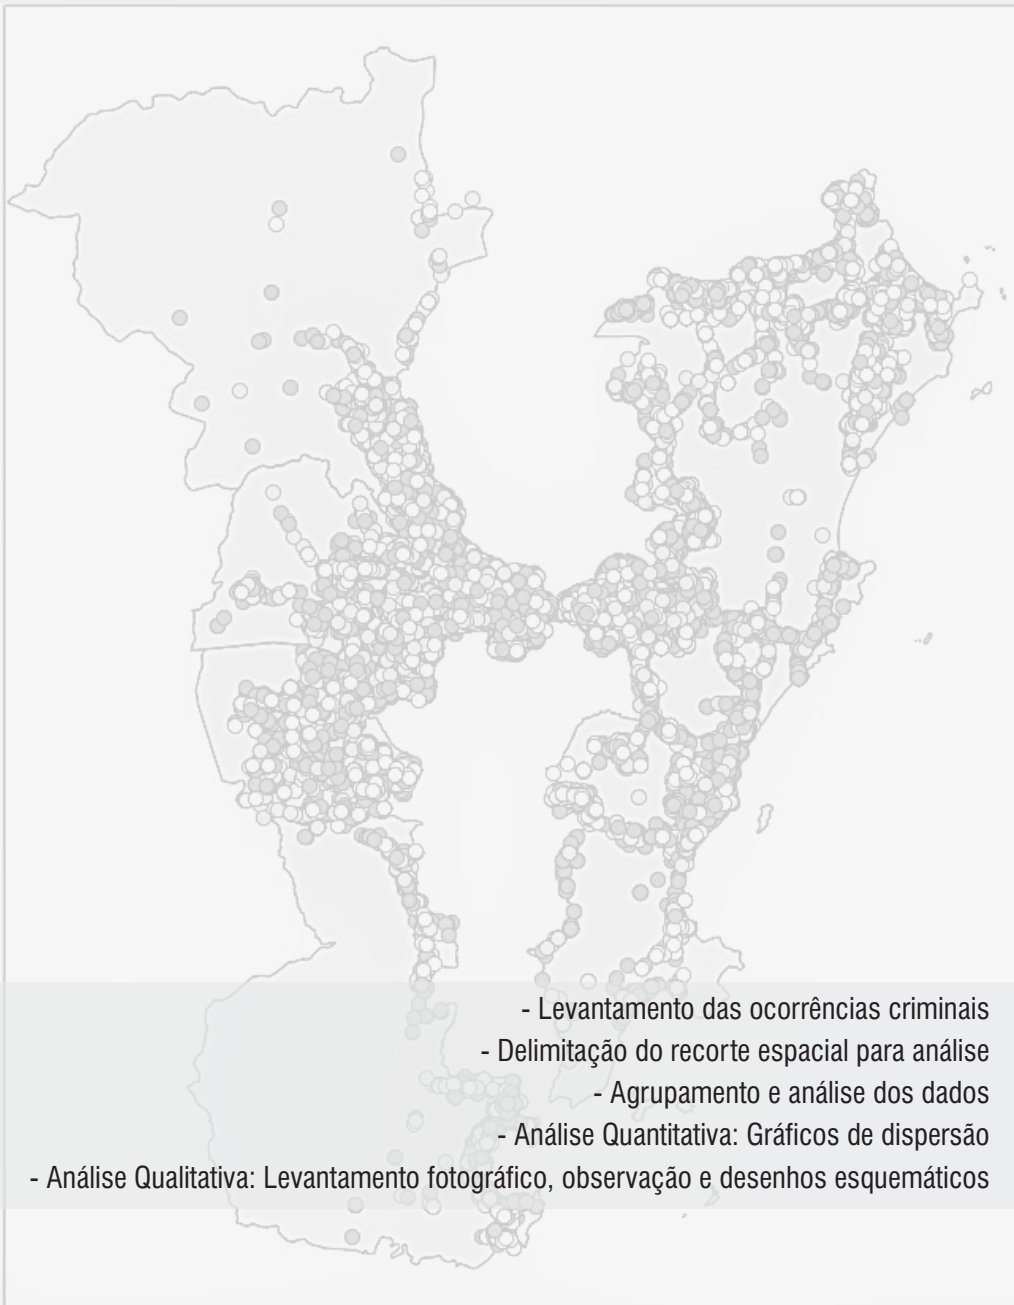 - Levantamento das ocorrências criminais
- Delimitação do recorte espacial para análise
- Agrupamento e análise dos dados
- Análise Quantitativa: Gráficos de dispersão
- Análise Qualitativa: Levantamento fotográfico, observação e desenhos esquemáticos